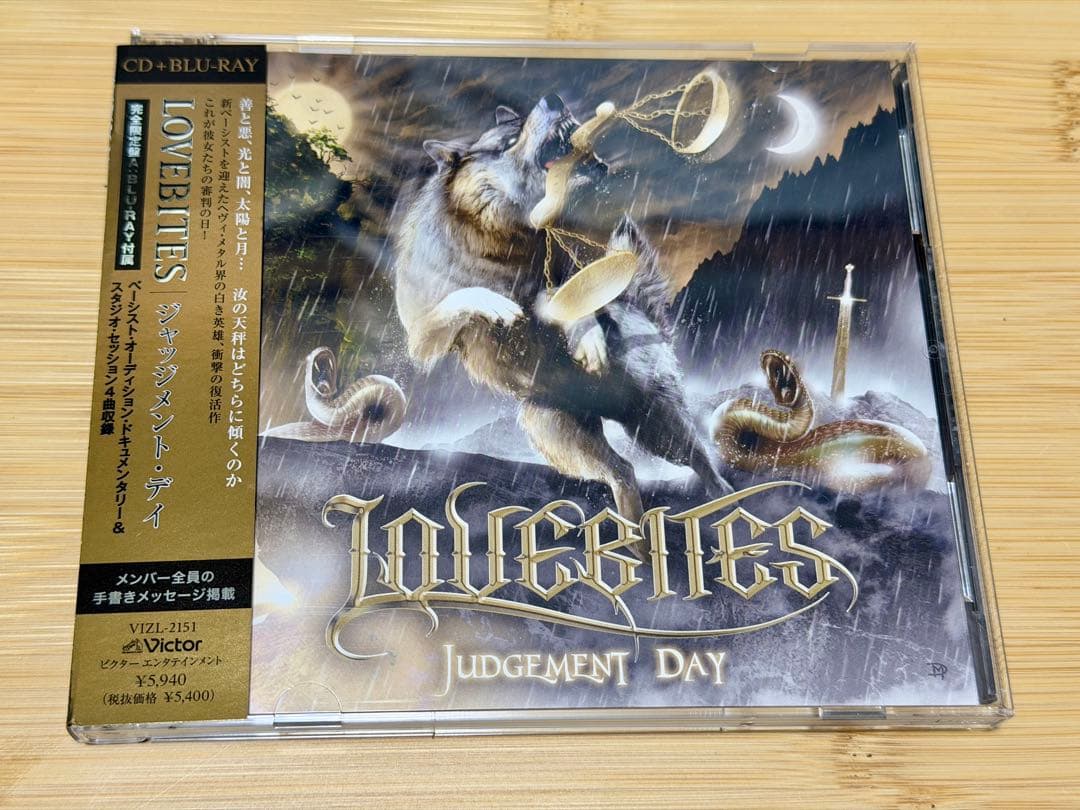 CD+BLU-RAY
LOVEBITES
ジャッジメント・デイ
完全限定盤A:BLU-RAY付属
ベーシスト・オーディション・ドキュメンタリー＆
スタジオ・セッション4曲収録
善と悪、光と闇、太陽と月… 汝の天秤はどちらに傾くのか
新ベーシストを迎えたヘヴィ・メタル界の白き英雄、衝撃の復活作
これが彼女たちの審判の日!
メンバー全員の
手書きメッセージ掲載
VIZL-2151
Victor
ビクターエンタテインメント
¥5,940
(税抜価格 ¥5,400)
LOVEBITES
JUDGEMENT DAY